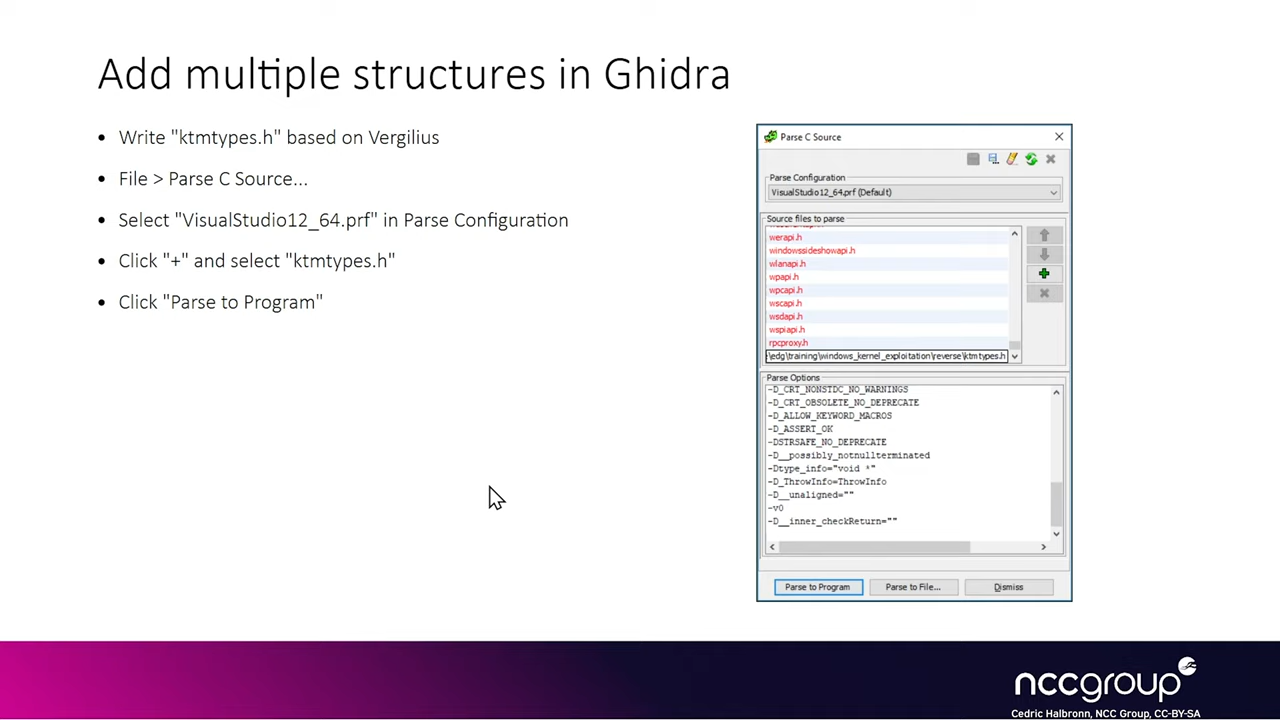 Add multiple structures in Ghidra
• Write "ktmtypes.h" based on Vergilius
• File > Parse C Source...
• Select "VisualStudio12_64.prf" in Parse Configuration
• Click "+" and select "ktmtypes.h"
• Click "Parse to Program"
Parse C Source
Parse Configuration
VisualStudio12_64.prf (Default)
Source files to parse
werapi.h
windowssideshowapi.h
wlanapi.h
wpapi.h
wpcapi.h
wscapi.h
wsdapi.h
wspiapi.h
rpcproxy.h
\edg\training\windows_kernel_exploitation\reverse\ktmtypes.h
Parse Options
-D_CRT_NONSTDC_NO_WARNINGS
-D_CRT_OBSOLETE_NO_DEPRECATE
-D_ALLOW_KEYWORD_MACROS
-D_ASSERT_OK
-DSTRSAFE_NO_DEPRECATE
-D__possibly_notnullterminated
-Dtype_info="void *"
-D_ThrowInfo=ThrowInfo
-D__unaligned=""
-v0
-D__inner_checkReturn=""
Parse to Program Parse to File... Dismiss
nccgroup
Cedric Halbronn, NCC Group, CC-BY-SA